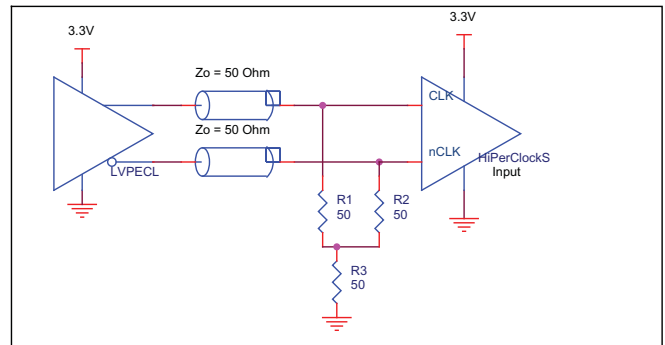 3.3V
3.3V
Zo = 50 Ohm
CLK
Zo = 50 Ohm
nCLK
LVPECL
HiPerClockS
Input
R1
50
R2
50
R3
50